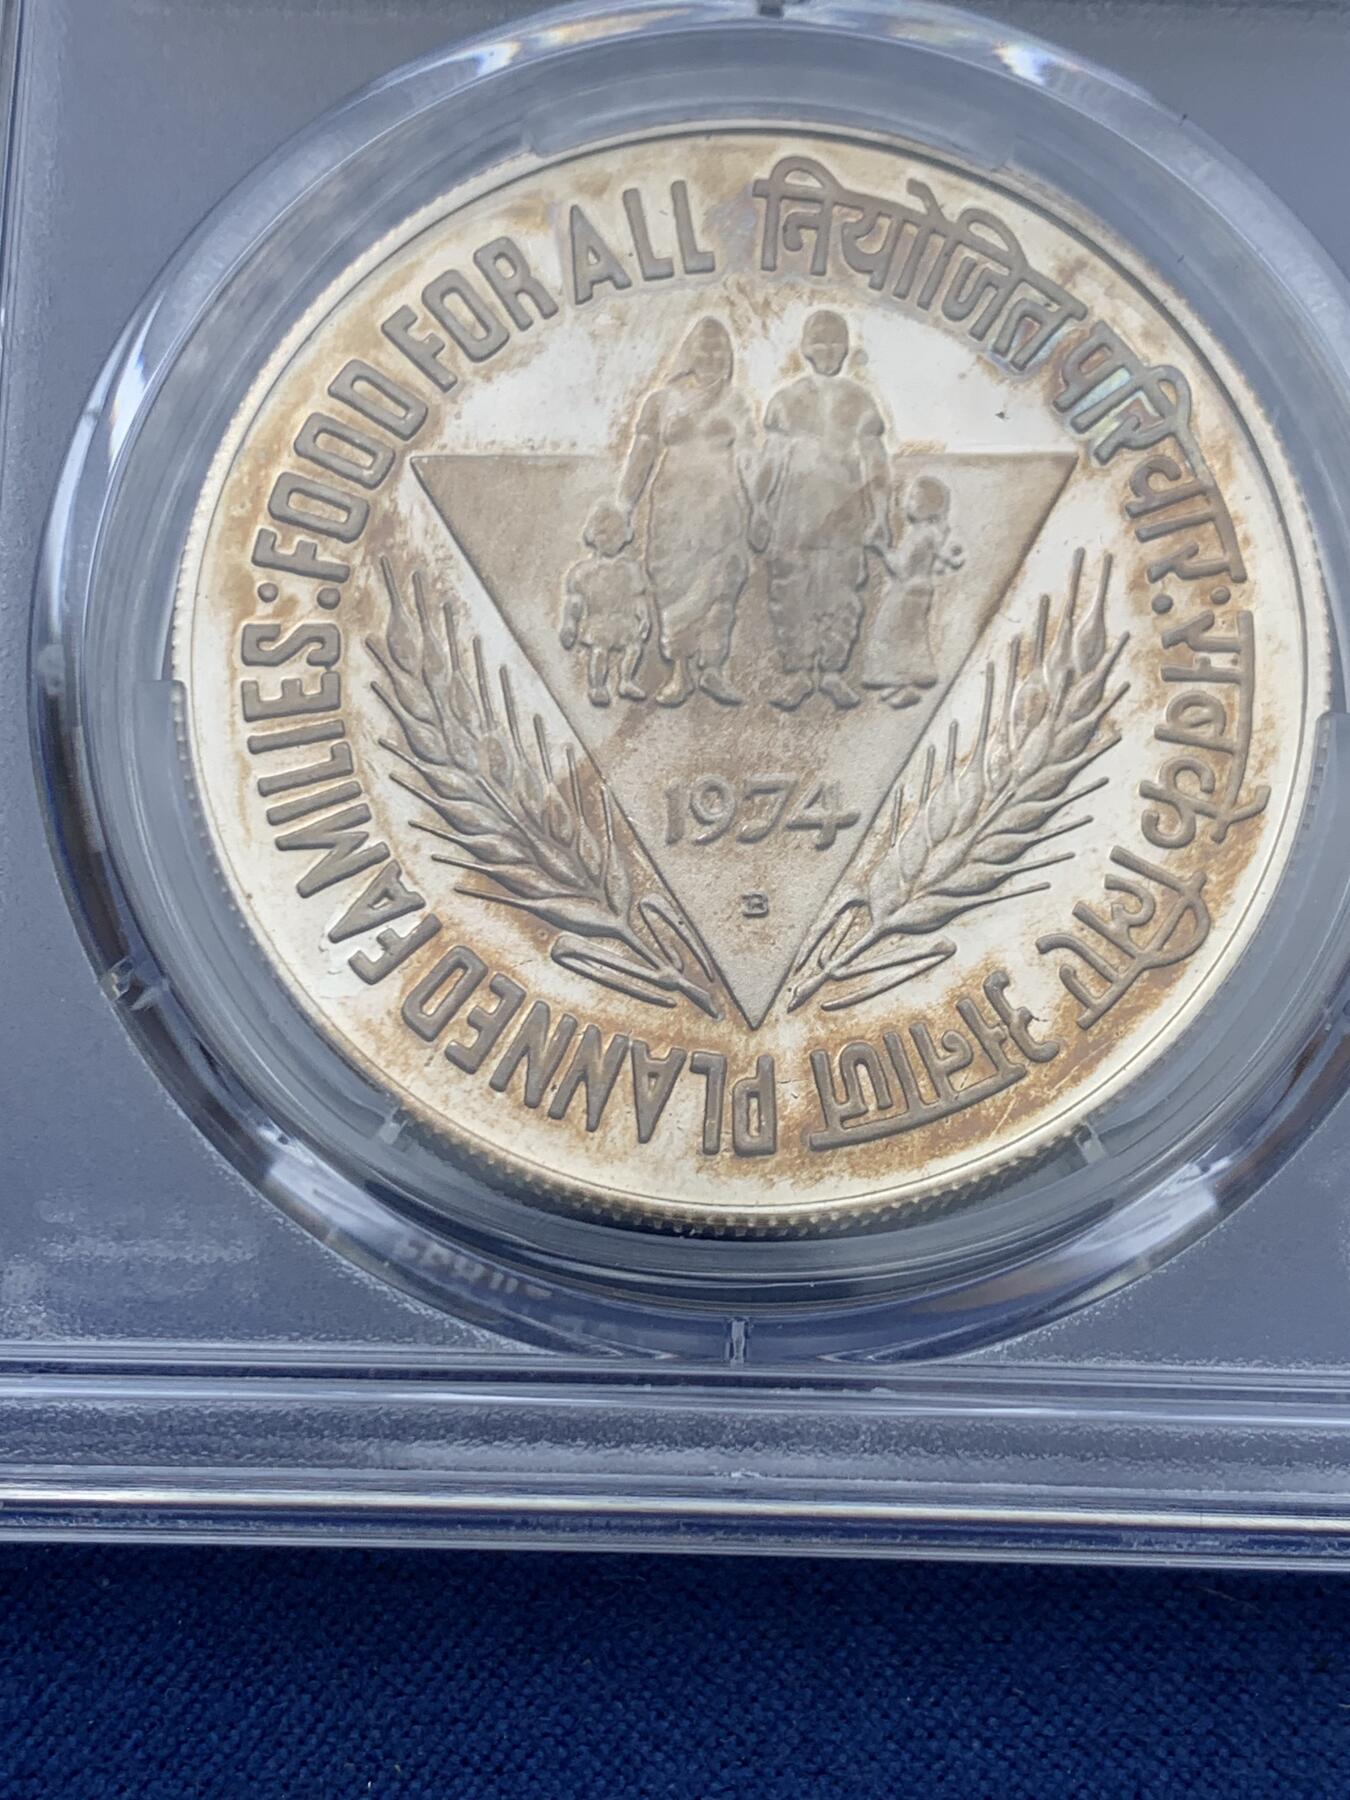 PLANNED FAMILIES: FOOD FOR ALL
नियोजित परिवार: सबके लिए अनाज
1974
B